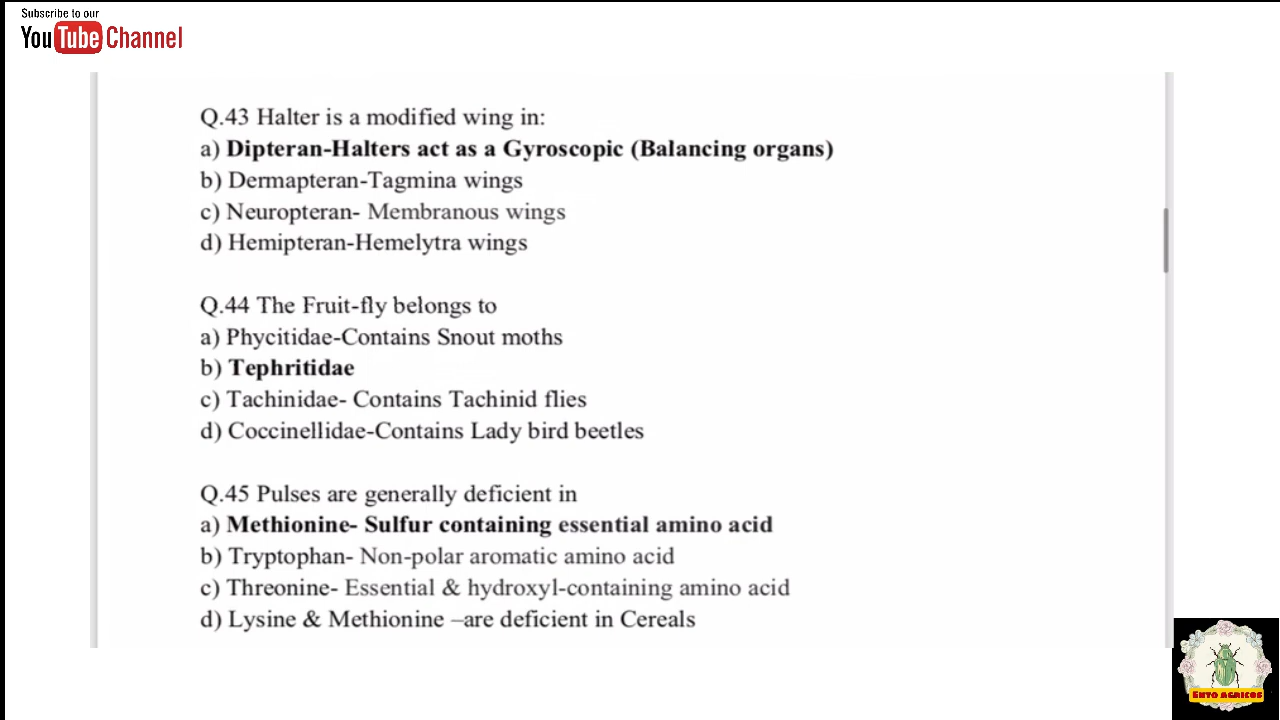 Subscribe to our
YouTube Channel
Q.43 Halter is a modified wing in:
a) Dipteran-Halters act as a Gyroscopic (Balancing organs)
b) Dermapteran-Tagmina wings
c) Neuropteran- Membranous wings
d) Hemipteran-Hemelytra wings
Q.44 The Fruit-fly belongs to
a) Phycitidae-Contains Snout moths
b) Tephritidae
c) Tachinidae- Contains Tachinid flies
d) Coccinellidae-Contains Lady bird beetles
Q.45 Pulses are generally deficient in
a) Methionine- Sulfur containing essential amino acid
b) Tryptophan- Non-polar aromatic amino acid
c) Threonine- Essential & hydroxyl-containing amino acid
d) Lysine & Methionine –are deficient in Cereals
ENTO AGRICOS